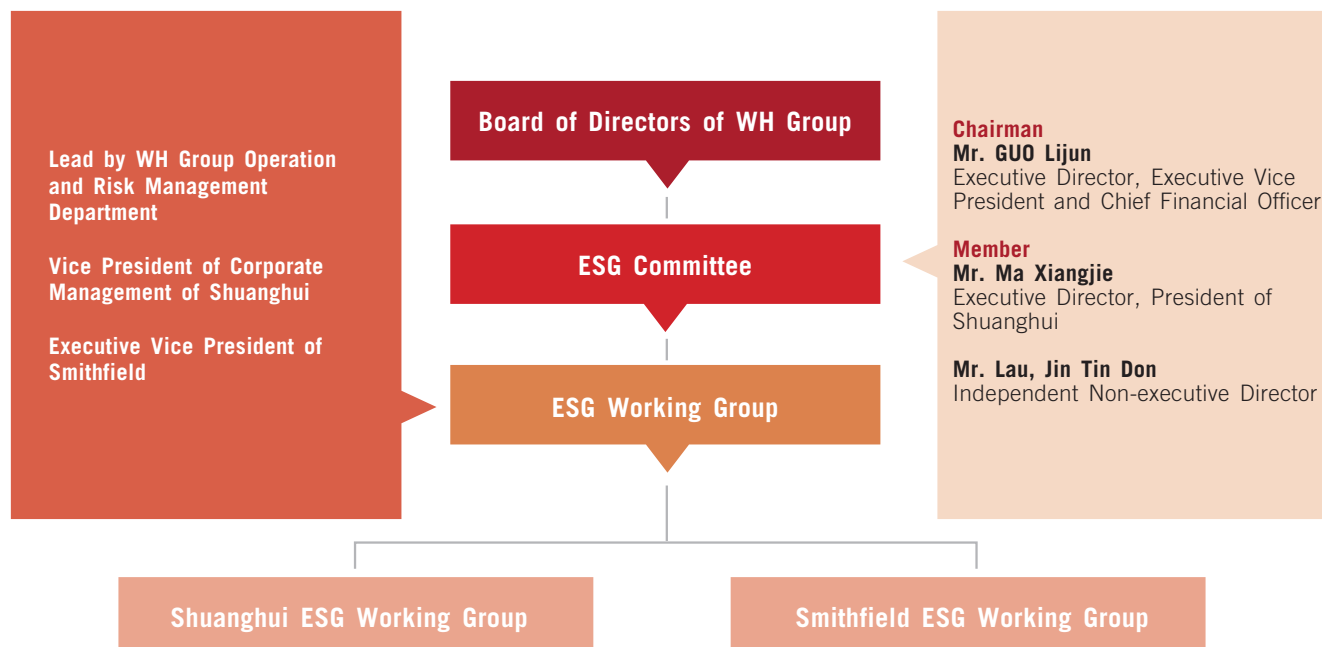 Lead by WH Group Operation
and Risk Management
Department
Vice President of Corporate
Management of Shuanghui
Executive Vice President of
Smithfield
Board of Directors of WH Group
ESG Committee
ESG Working Group
Chairman
Mr. GUO Lijun
Executive Director, Executive Vice
President and Chief Financial Officer
Member
Mr. Ma Xiangjie
Executive Director, President of
Shuanghui
Mr. Lau, Jin Tin Don
Independent Non-executive Director
Shuanghui ESG Working Group
Smithfield ESG Working Group